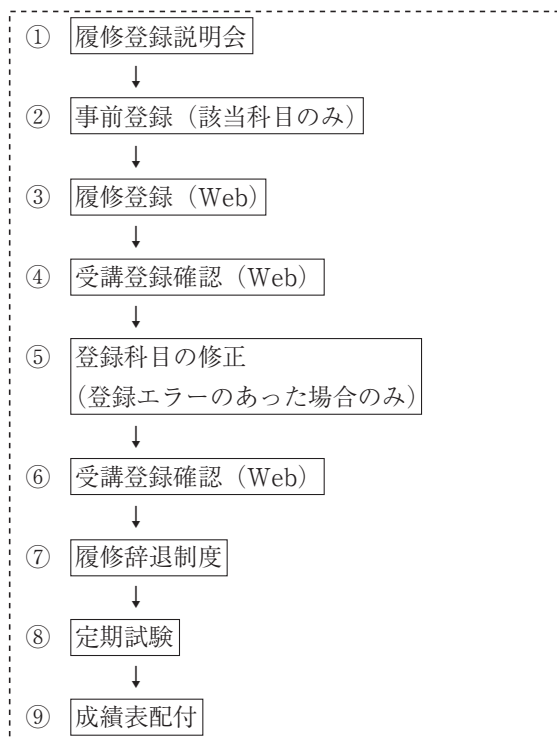 ① 履修登録説明会
② 事前登録（該当科目のみ）
③ 履修登録（Web）
④ 受講登録確認（Web）
⑤ 登録科目の修正
（登録エラーのあった場合のみ）
⑥ 受講登録確認（Web）
⑦ 履修辞退制度
⑧ 定期試験
⑨ 成績表配付